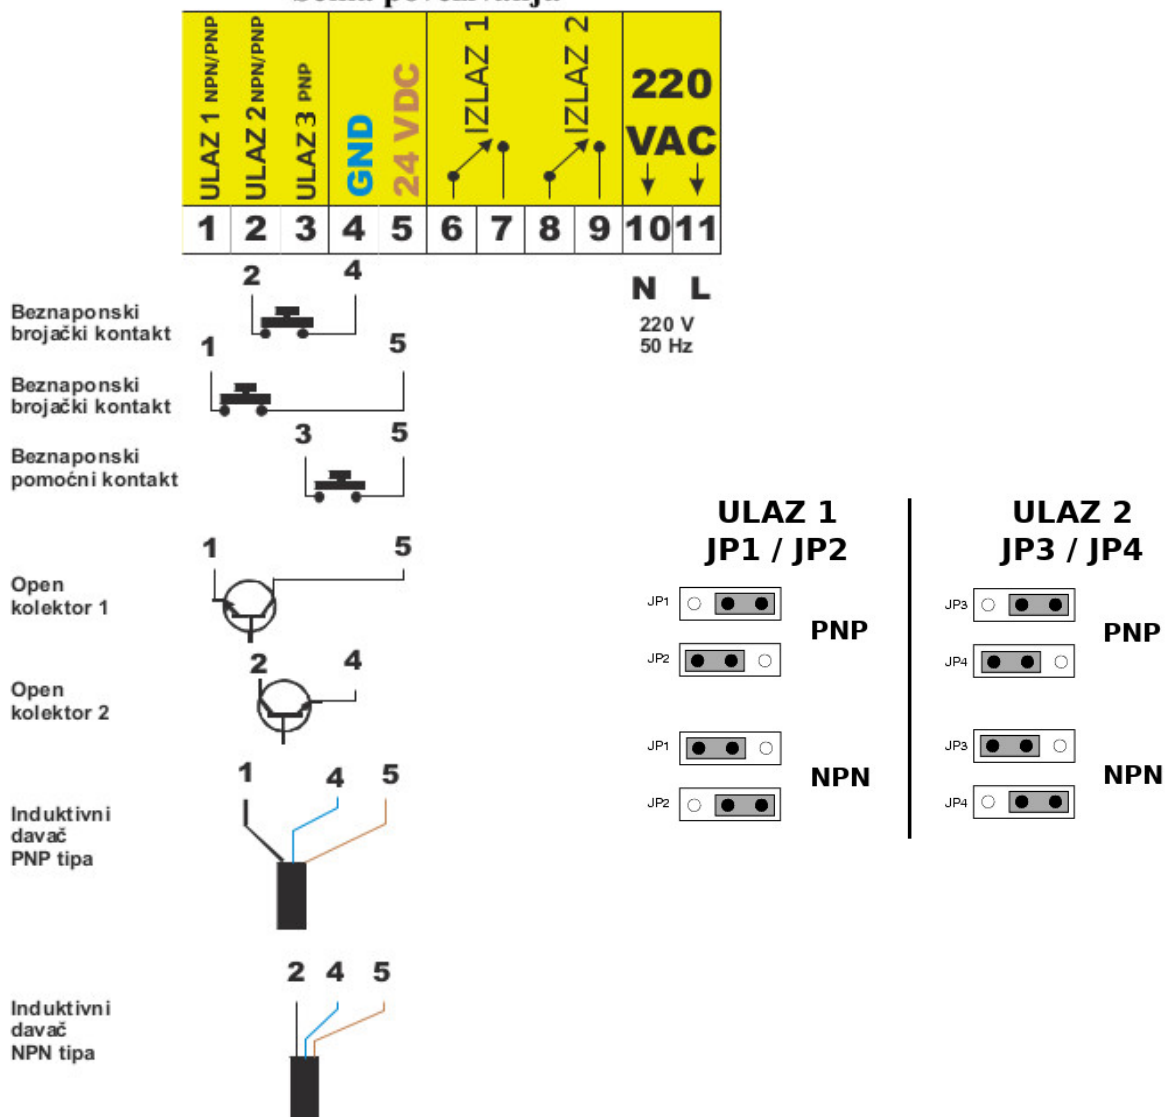 ULAZ 1 NPN/PNP
ULAZ 2 NPN/PNP
ULAZ 3 PNP
GND
24 VDC
IZLAZ 1
IZLAZ 2
220
VAC
1 2 3 4 5 6 7 8 9 10 11
N L
220 V
50 Hz
2 4
Beznaponski
brojački kontakt
1 5
Beznaponski
brojački kontakt
3 5
Beznaponski
pomoćni kontakt
1 5
Open
kolektor 1
2 4
Open
kolektor 2
1 4 5
Induktivni
davač
PNP tipa
2 4 5
Induktivni
davač
NPN tipa
ULAZ 1
JP1 / JP2
JP1
PNP
JP2
JP1
NPN
JP2
ULAZ 2
JP3 / JP4
JP3
PNP
JP4
JP3
NPN
JP4